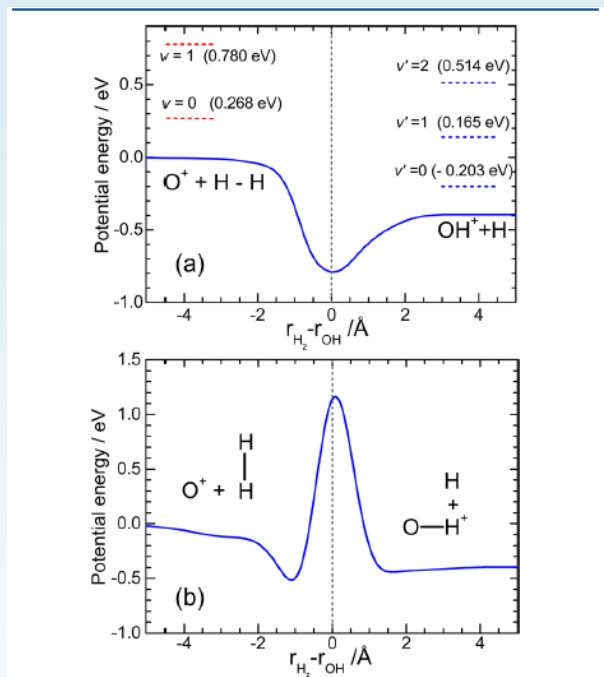 v = 1 (0.780 eV)
v = 0 (0.268 eV)
v'=2 (0.514 eV)
v'=1 (0.165 eV)
v'=0 (- 0.203 eV)
O⁺ + H - H
OH⁺+H
(a)
Potential energy / eV
0.5
0.0
-0.5
-1.0
-4 -2 0 2 4
r_H₂-r_OH /Å
1.5
1.0
0.5
0.0
-0.5
-1.0
Potential energy / eV
H
O⁺ + H
H
+
O—H⁺
(b)
-4 -2 0 2 4
r_H₂-r_OH /Å